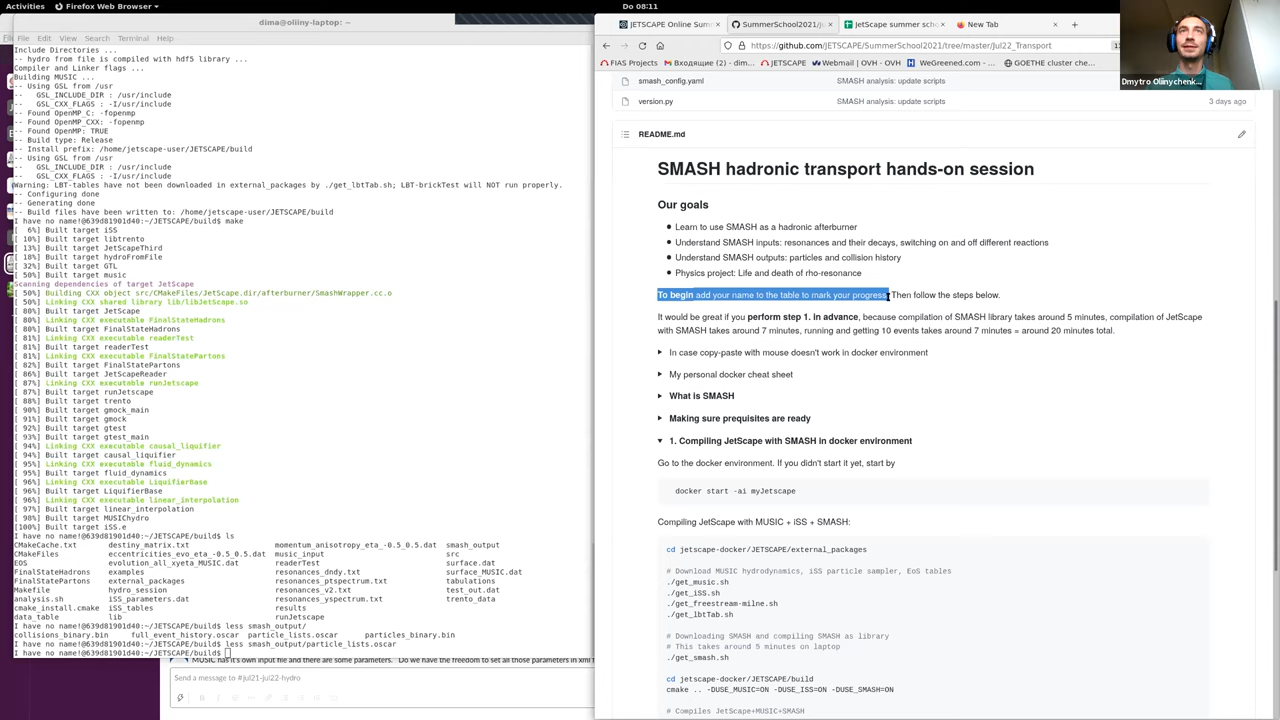 Activities
Firefox Web Browser
Do 08:11
dima@oliiny-laptop: ~
File Edit View Search Terminal Help
Include Directories ...
-- hydro from file is compiled with hdf5 library ...
Compiler and Linker flags ...
Building MUSIC ...
-- Using GSL from /usr
--   GSL_INCLUDE_DIR : /usr/include
--   GSL_CXX_FLAGS : -I/usr/include
-- Found OpenMP_C: -fopenmp
-- Found OpenMP_CXX: -fopenmp
-- Found OpenMP: TRUE
-- Build type: Release
-- Install prefix: /home/jetscape-user/JETSCAPE/build
-- Using GSL from /usr
--   GSL_INCLUDE_DIR : /usr/include
--   GSL_CXX_FLAGS : -I/usr/include
Warning: LBT-tables have not been downloaded in external_packages by ./get_lbtTab.sh; LBT-brickTest will NOT run properly.
-- Configuring done
-- Generating done
-- Build files have been written to: /home/jetscape-user/JETSCAPE/build
I have no name!@639d81901d40:~/JETSCAPE/build$ make
[  6%] Built target iSS
[ 10%] Built target libtrento
[ 13%] Built target JetScapeThird
[ 18%] Built target hydroFromFile
[ 32%] Built target GTL
[ 50%] Built target music
Scanning dependencies of target JetScape
[ 50%] Building CXX object src/CMakeFiles/JetScape.dir/afterburner/SmashWrapper.cc.o
[ 50%] Linking CXX shared library lib/libJetScape.so
[ 80%] Built target JetScape
[ 80%] Linking CXX executable FinalStateHadrons
[ 81%] Built target FinalStateHadrons
[ 81%] Linking CXX executable readerTest
[ 81%] Built target readerTest
[ 81%] Linking CXX executable FinalStatePartons
[ 82%] Built target FinalStatePartons
[ 86%] Built target JetScapeReader
[ 87%] Linking CXX executable runJetscape
[ 87%] Built target runJetscape
[ 88%] Built target trento
[ 90%] Built target gmock_main
[ 91%] Built target gmock
[ 92%] Built target gtest
[ 93%] Built target gtest_main
[ 94%] Linking CXX executable causal_liquifier
[ 94%] Built target causal_liquifier
[ 95%] Linking CXX executable fluid_dynamics
[ 95%] Built target fluid_dynamics
[ 96%] Linking CXX executable LiquifierBase
[ 96%] Built target LiquifierBase
[ 96%] Linking CXX executable linear_interpolation
[ 97%] Built target linear_interpolation
[ 98%] Built target MUSIChydro
[100%] Built target iSS.e
I have no name!@639d81901d40:~/JETSCAPE/build$ ls
CMakeCache.txt destiny_matrix.txt momentum_anisotropy_eta_-0.5_0.5.dat smash_output
CMakeFiles eccentricities_evo_eta_-0.5_0.5.dat music_input src
EOS evolution_all_xyeta_MUSIC.dat readerTest surface.dat
FinalStateHadrons examples resonances_dndy.txt surface_MUSIC.dat
FinalStatePartons external_packages resonances_ptspectrum.txt tabulations
Makefile hydro_session resonances_v2.txt test_out.dat
analysis.sh iSS_parameters.dat resonances_yspectrum.txt trento_data
cmake_install.cmake iSS_tables results
data_table lib runJetscape
I have no name!@639d81901d40:~/JETSCAPE/build$ less smash_output/
collisions_binary.bin full_event_history.oscar particle_lists.oscar particles_binary.bin
I have no name!@639d81901d40:~/JETSCAPE/build$ less smash_output/particle_lists.oscar
I have no name!@639d81901d40:~/JETSCAPE/build$
MUSIC has it's own input file and there are some parameters. Do we have the freedom to set all those parameters in xml f
Send a message to #jul21-jul22-hydro
JETSCAPE Online Sum
SummerSchool2021/j
JetScape summer sch
New Tab
https://github.com/JETSCAPE/SummerSchool2021/tree/master/Jul22_Transport
FIAS Projects
Входящие (2) - dim...
JETSCAPE
Webmail | OVH- OVH
WeGreened.com
GOETHE cluster che...
Dmytro Oliinychenk...
smash_config.yaml SMASH analysis: update scripts
version.py SMASH analysis: update scripts 3 days ago
README.md
SMASH hadronic transport hands-on session
Our goals
Learn to use SMASH as a hadronic afterburner
Understand SMASH inputs: resonances and their decays, switching on and off different reactions
Understand SMASH outputs: particles and collision history
Physics project: Life and death of rho-resonance
To begin add your name to the table to mark your progress. Then follow the steps below.
It would be great if you perform step 1. in advance, because compilation of SMASH library takes around 5 minutes, compilation of JetScape
with SMASH takes around 7 minutes, running and getting 10 events takes around 7 minutes = around 20 minutes total.
In case copy-paste with mouse doesn't work in docker environment
My personal docker cheat sheet
What is SMASH
Making sure prequisites are ready
1. Compiling JetScape with SMASH in docker environment
Go to the docker environment. If you didn't start it yet, start by
docker start -ai myJetscape
Compiling JetScape with MUSIC + iSS + SMASH:
cd jetscape-docker/JETSCAPE/external_packages
# Download MUSIC hydrodynamics, iSS particle sampler, EoS tables
./get_music.sh
./get_iSS.sh
./get_freestream-milne.sh
./get_lbtTab.sh
# Downloading SMASH and compiling SMASH as library
# This takes around 5 minutes on laptop
./get_smash.sh
cd jetscape-docker/JETSCAPE/build
cmake .. -DUSE_MUSIC=ON -DUSE_ISS=ON -DUSE_SMASH=ON
# Compiles JetScape+MUSIC+SMASH